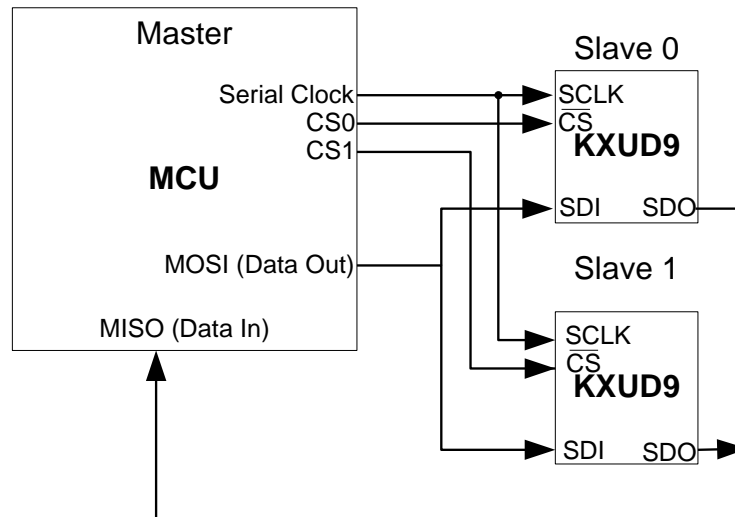 Master
Serial Clock
CS0
CS1
MCU
MOSI (Data Out)
MISO (Data In)
Slave 0
SCLK
CS
KXUD9
SDI SDO
Slave 1
SCLK
CS
KXUD9
SDI SDO